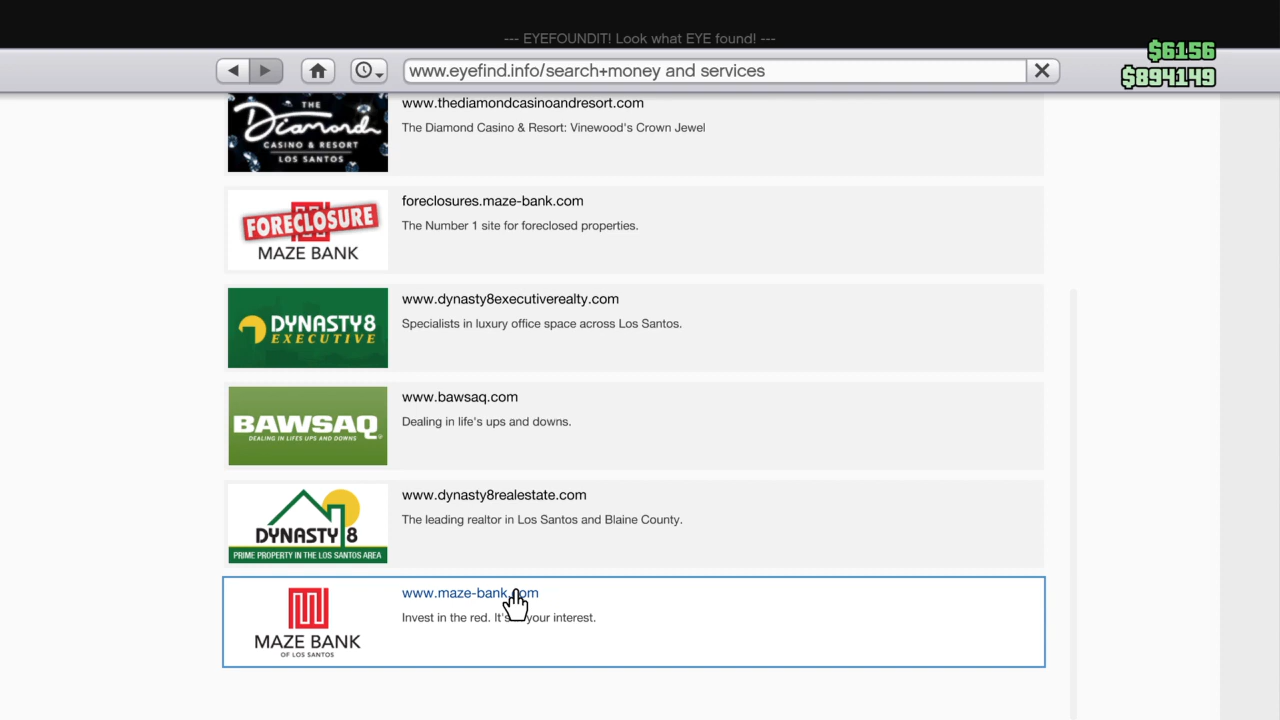 --- EYEFOUNDIT! Look what EYE found! ---
$6156
www.eyefind.info/search+money and services
$894149
THE
Diamond
CASINO & RESORT
LOS SANTOS
www.thediamondcasinoandresort.com
The Diamond Casino & Resort: Vinewood's Crown Jewel
FORECLOSURE
MAZE BANK
foreclosures.maze-bank.com
The Number 1 site for foreclosed properties.
DYNASTY8
EXECUTIVE
www.dynasty8executiverealty.com
Specialists in luxury office space across Los Santos.
BAWSAQ
DEALING IN LIFES UPS AND DOWNS
www.bawsaq.com
Dealing in life's ups and downs.
DYNASTY 8
PRIME PROPERTY IN THE LOS SANTOS AREA
www.dynasty8realestate.com
The leading realtor in Los Santos and Blaine County.
MAZE BANK
OF LOS SANTOS
www.maze-bank.com
Invest in the red. It's your interest.